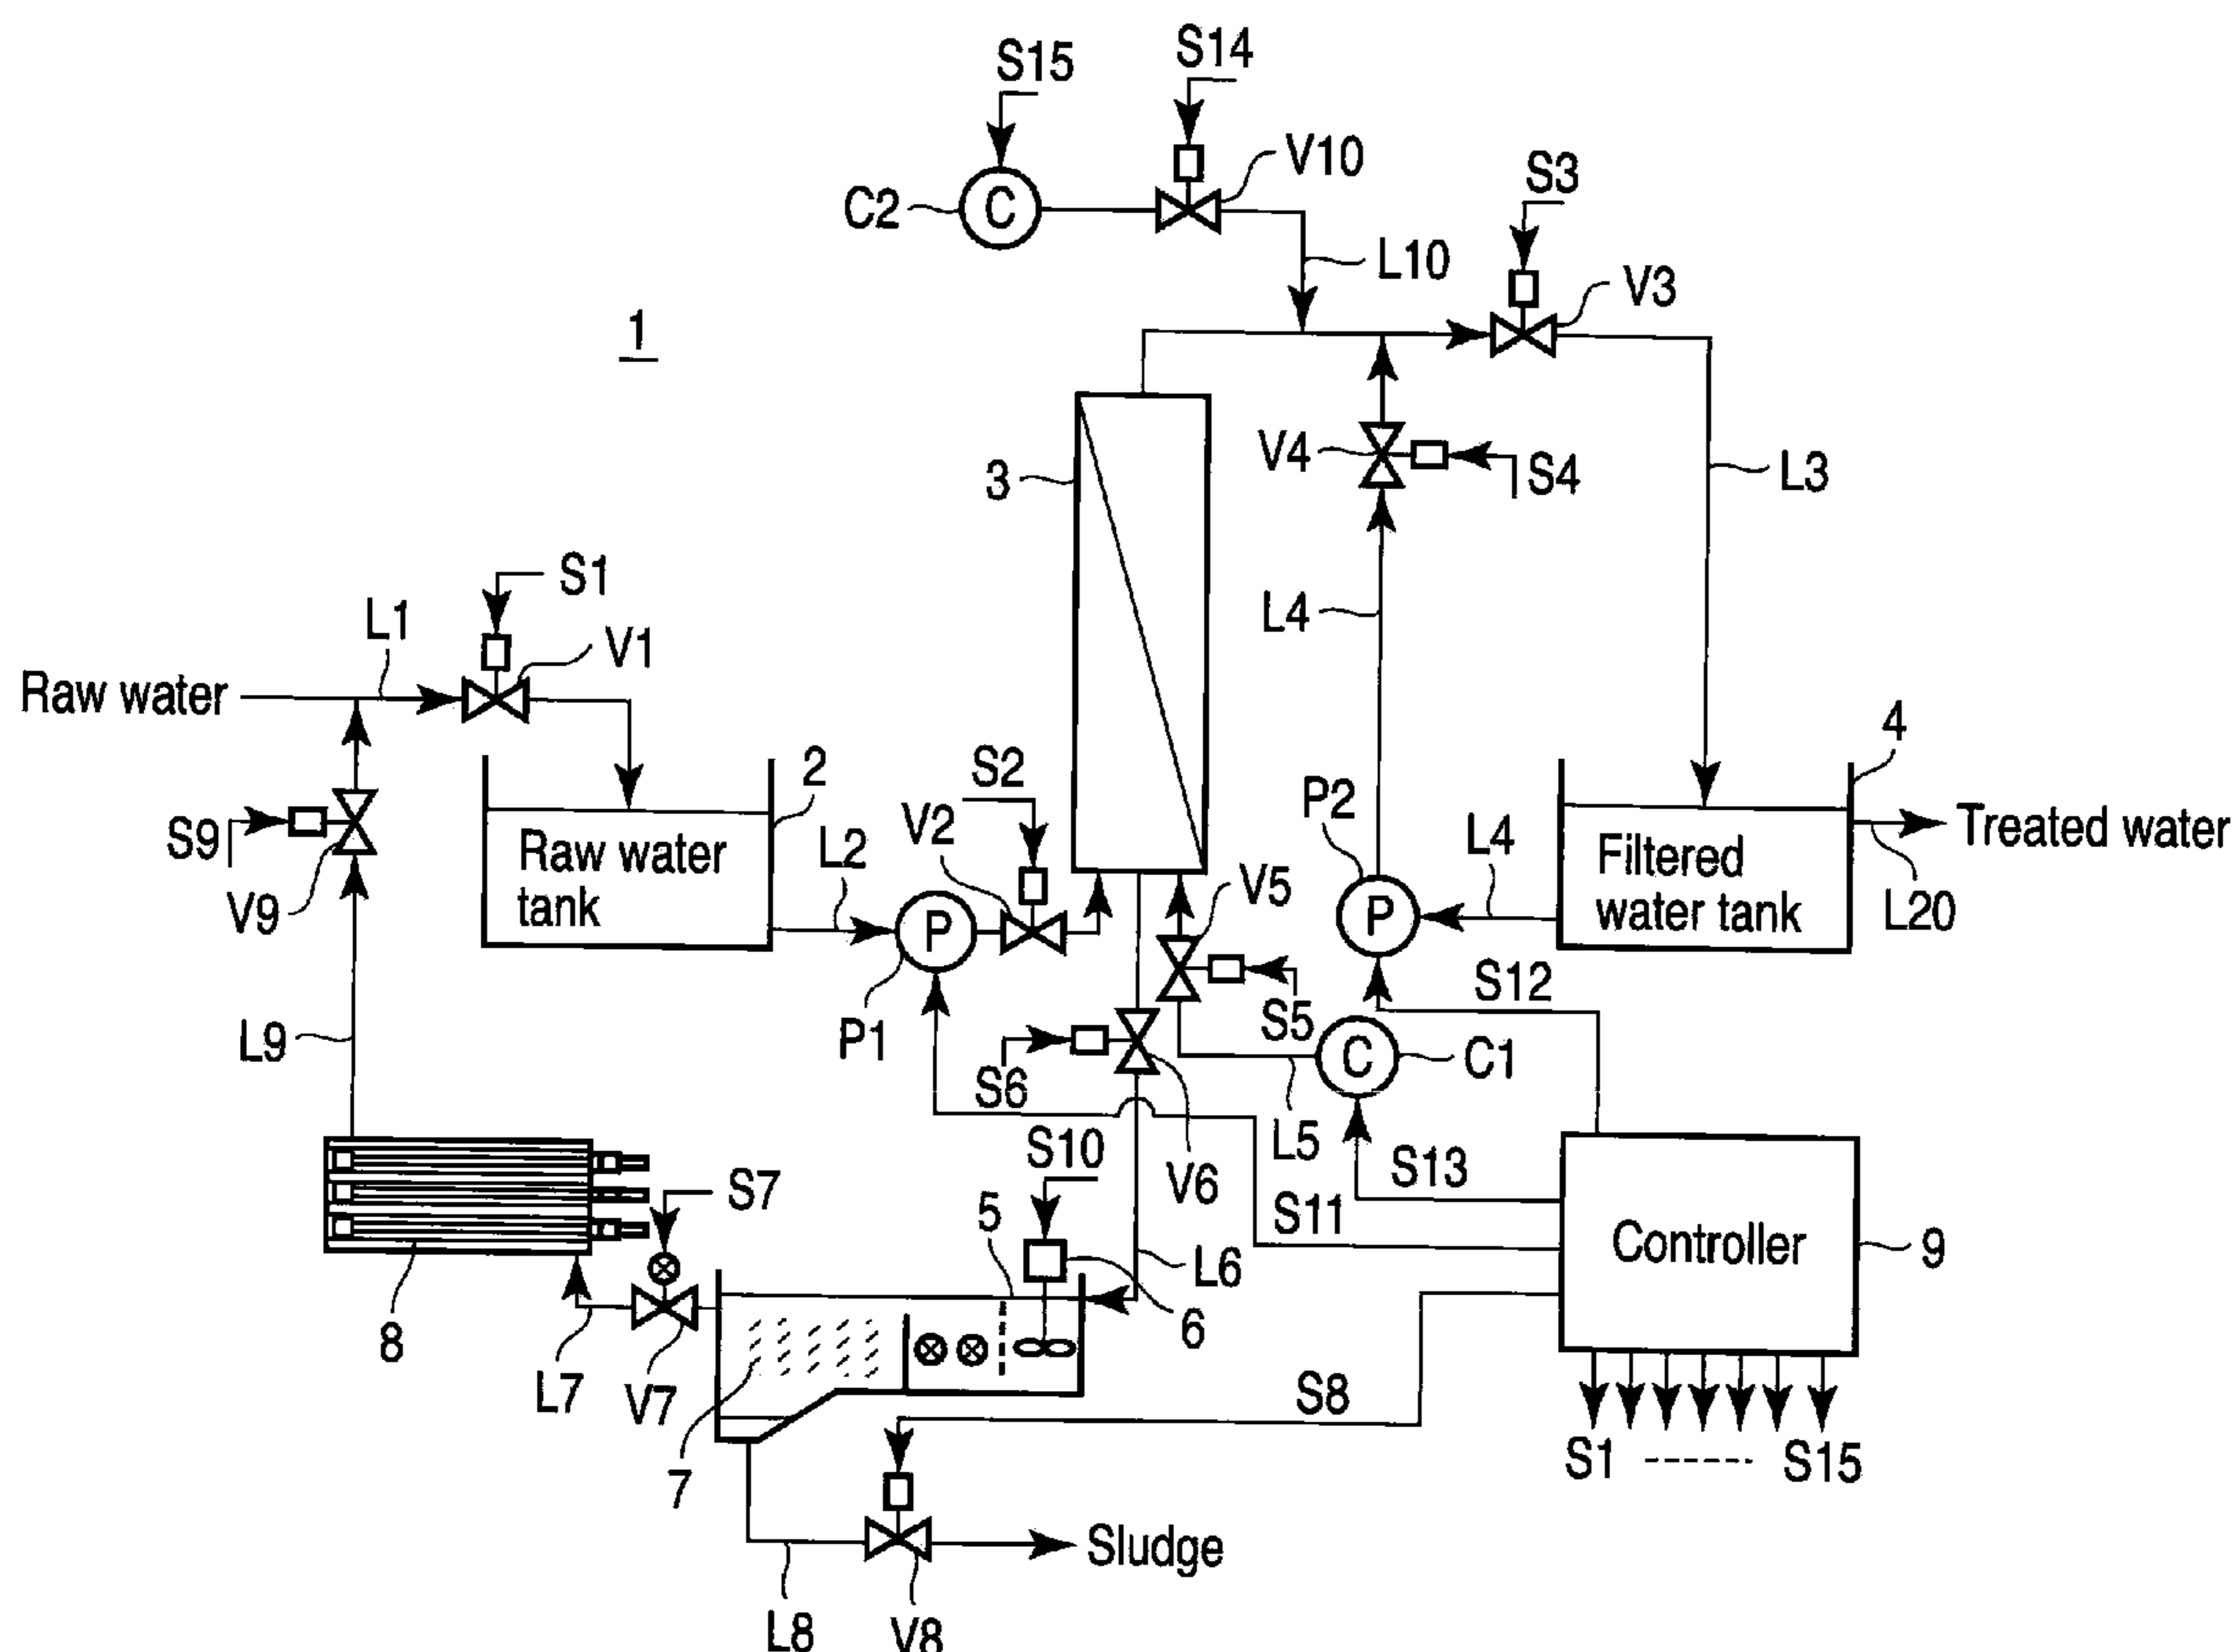 S15
S14
C2
C
V10
S3
L10
V3
1
3
V4
S4
L3
L4
S1
L1
V1
Raw water
2
S2
V2
L2
Raw water
tank
P
P1
S9
V9
L9
P2
P
L4
4
Filtered
water tank
Treated water
L20
V5
S5
S12
S6
C
C1
L5
V6
S13
S11
S10
5
6
L6
Controller
9
S7
8
L7
V7
7
S8
S1
S15
Sludge
L8
V8